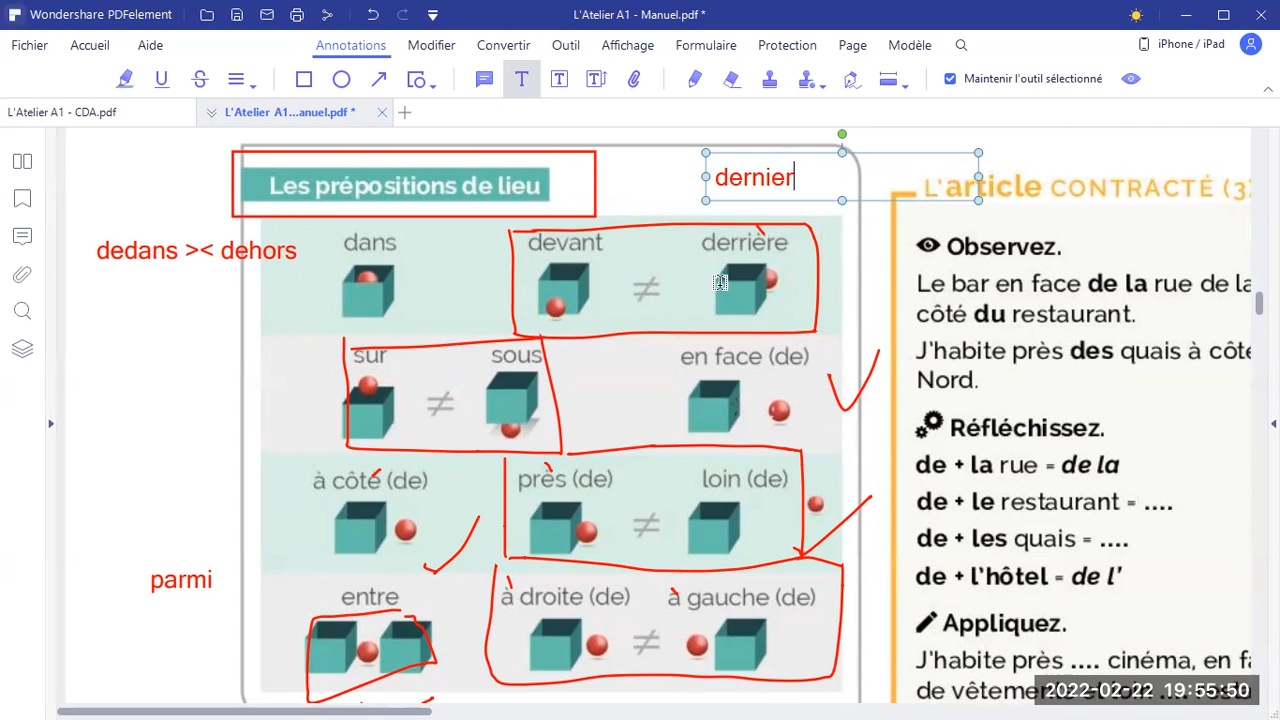 Wondershare PDFelement
L'Atelier A1 - Manuel.pdf *
Fichier Accueil Aide Annotations Modifier Convertir Outil Affichage Formulaire Protection Page Modèle
iPhone / iPad
Maintenir l'outil sélectionné
L'Atelier A1 - CDA.pdf
L'Atelier A1...anuel.pdf *
Les prépositions de lieu
dernier
dedans >< dehors
dans devant ≠ derrière
sur ≠ sous en face (de)
à côté (de) près (de) ≠ loin (de)
parmi
entre à droite (de) ≠ à gauche (de)
L'article CONTRACTÉ (3)
Observez.
Le bar en face de la rue de la
côté du restaurant.
J'habite près des quais à côté
Nord.
Réfléchissez.
de + la rue = de la
de + le restaurant = ....
de + les quais = ....
de + l'hôtel = de l'
Appliquez.
J'habite près .... cinéma, en fa
de vêtements et loin ....
2022-02-22 19:55:50